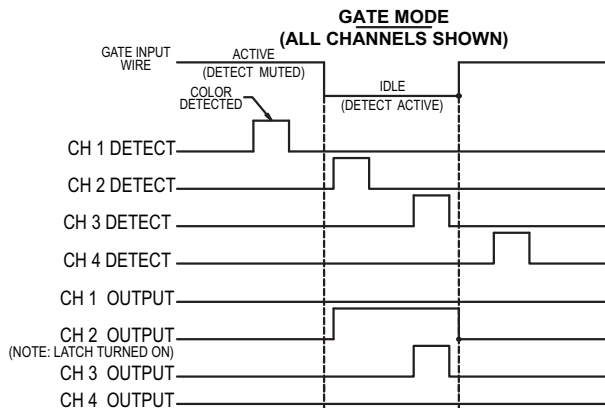 GATE MODE
(ALL CHANNELS SHOWN)
GATE INPUT
WIRE
ACTIVE
(DETECT MUTED)
IDLE
(DETECT ACTIVE)
COLOR
DETECTED
CH 1 DETECT
CH 2 DETECT
CH 3 DETECT
CH 4 DETECT
CH 1 OUTPUT
CH 2 OUTPUT
(NOTE: LATCH TURNED ON)
CH 3 OUTPUT
CH 4 OUTPUT